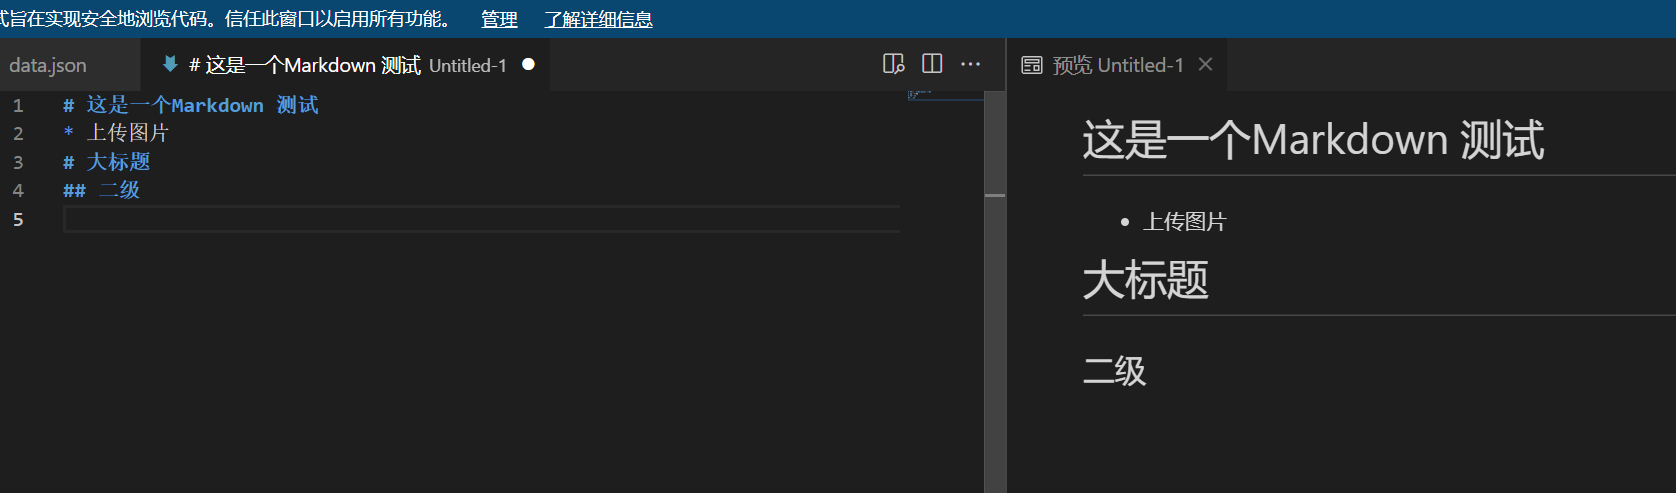 式旨在实现安全地浏览代码。信任此窗口以启用所有功能。 管理 了解详细信息
data.json # 这是一个Markdown 测试 Untitled-1 预览 Untitled-1
1 # 这是一个Markdown 测试
2 * 上传图片
3 # 大标题
4 ## 二级
5
这是一个Markdown 测试
• 上传图片
大标题
二级